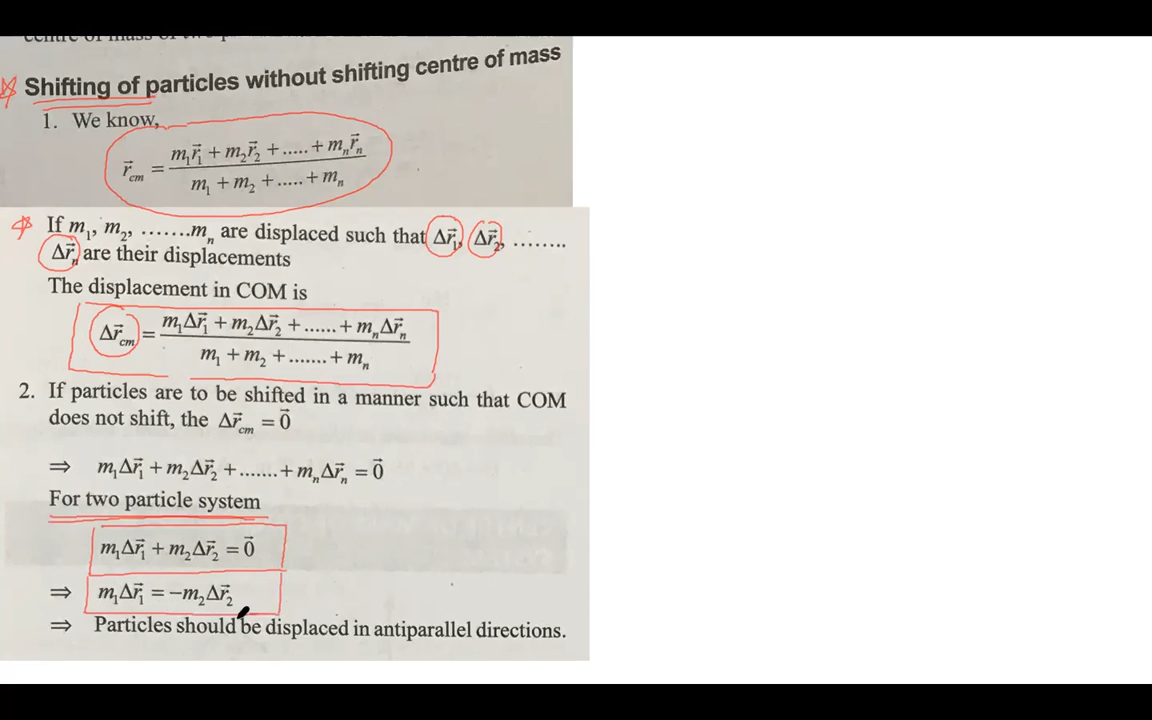 Shifting of particles without shifting centre of mass
1. We know,
r⃗cm = (m₁r⃗₁ + m₂r⃗₂ + ..... + mₙr⃗ₙ) / (m₁ + m₂ + ..... + mₙ)
If m₁, m₂, .......mₙ are displaced such that Δr⃗₁, Δr⃗₂, ........
Δr⃗ₙ are their displacements
The displacement in COM is
Δr⃗cm = (m₁Δr⃗₁ + m₂Δr⃗₂ + ...... + mₙΔr⃗ₙ) / (m₁ + m₂ + ....... + mₙ)
2. If particles are to be shifted in a manner such that COM
does not shift, the Δr⃗cm = 0⃗
⇒ m₁Δr⃗₁ + m₂Δr⃗₂ + ....... + mₙΔr⃗ₙ = 0⃗
For two particle system
m₁Δr⃗₁ + m₂Δr⃗₂ = 0⃗
⇒ m₁Δr⃗₁ = −m₂Δr⃗₂
⇒ Particles should be displaced in antiparallel directions.